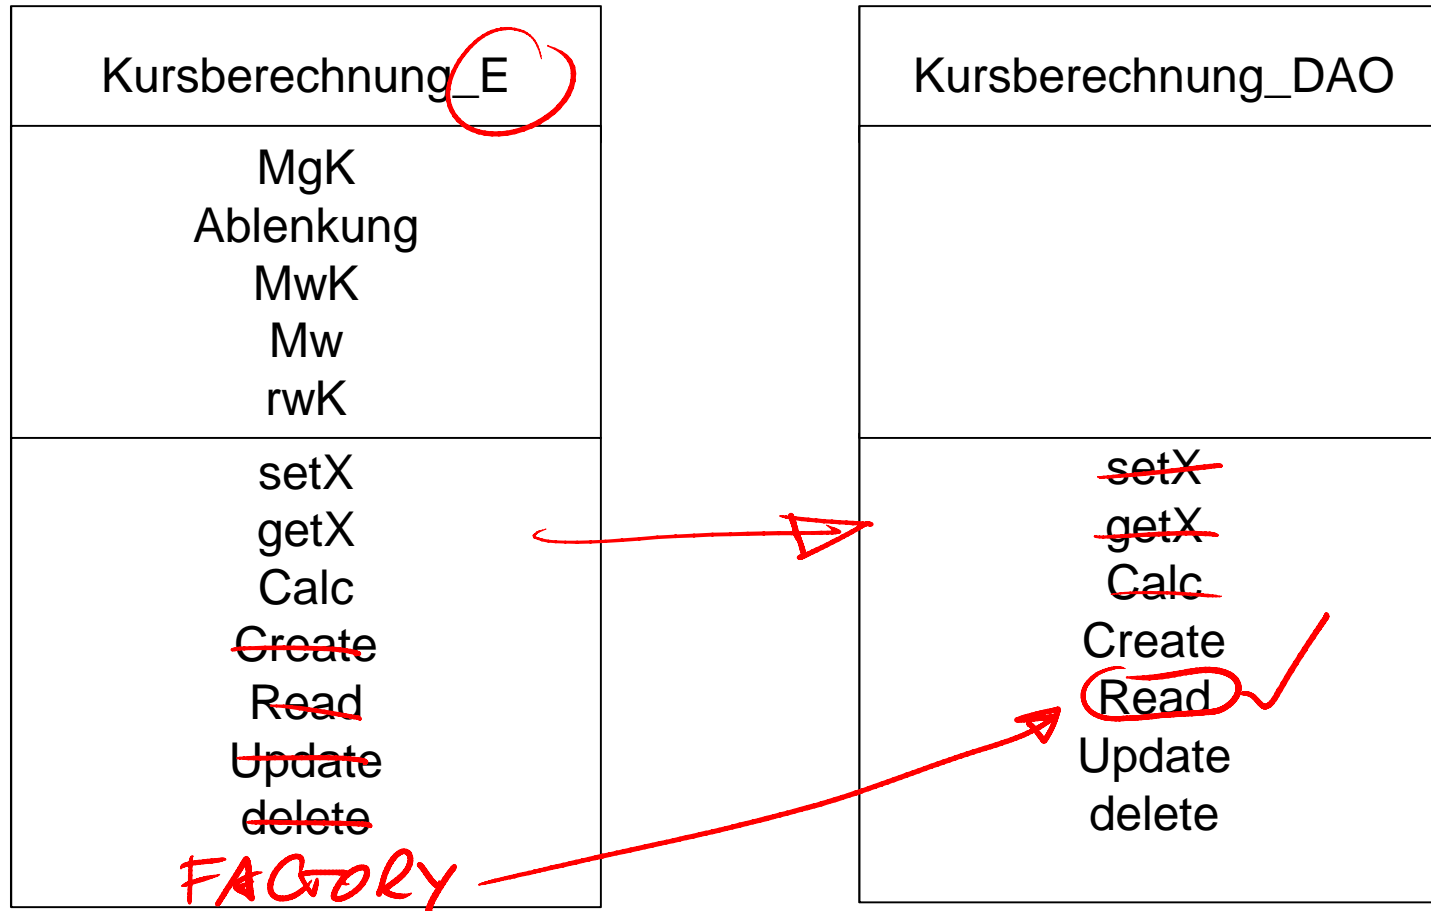 Kursberechnung_E
MgK
Ablenkung
MwK
Mw
rwK
setX
getX
Calc
Create
Read
Update
delete
FACTORY
Kursberechnung_DAO
setX
getX
Calc
Create
Read
Update
delete